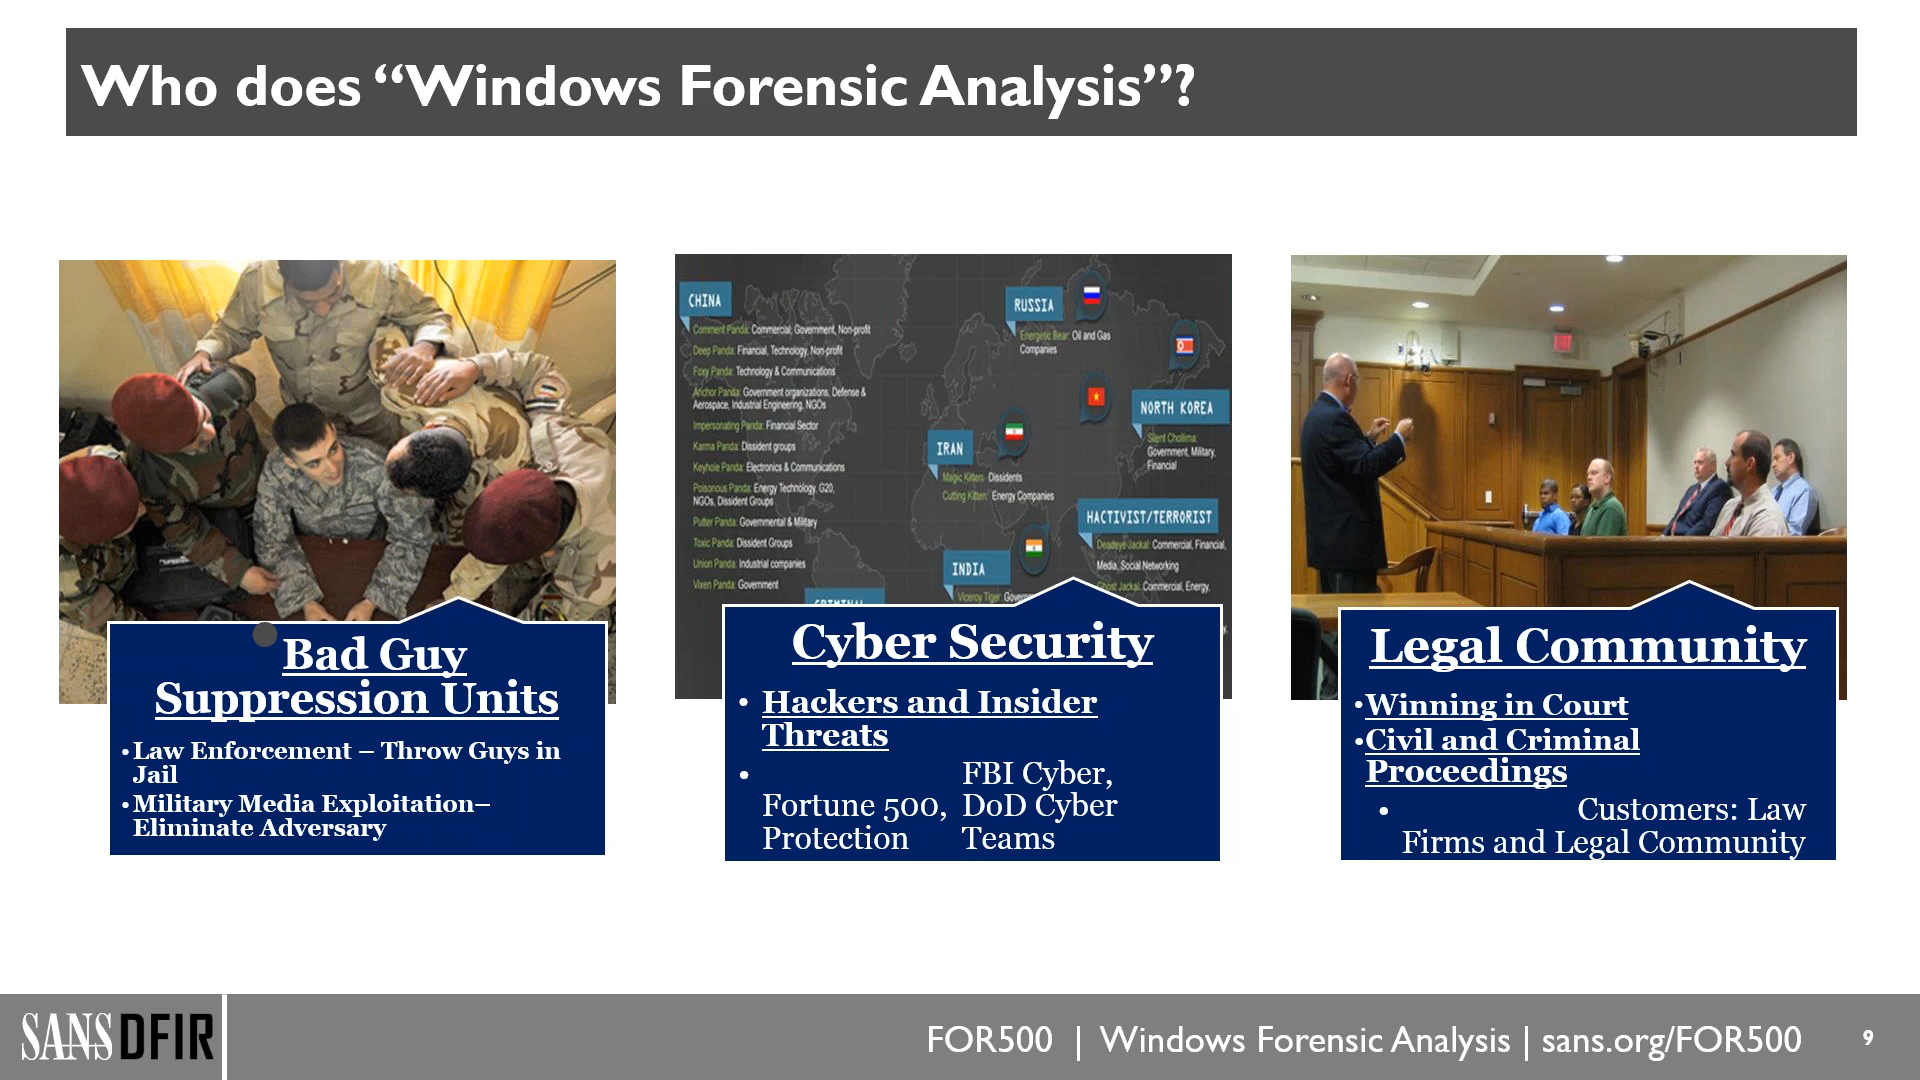 Who does “Windows Forensic Analysis”?
CHINA
Comment Panda: Commercial, Government, Non-profit
Deep Panda: Financial, Technology, Non-profit
Foxy Panda: Technology & Communications
Anchor Panda: Government organizations, Defense &
Aerospace, Industrial Engineering, NGOs
Impersonating Panda: Financial Sector
Karma Panda: Dissident groups
Keyhole Panda: Electronics & Communications
Poisonous Panda: Energy Technology, G20,
NGOs, Dissident Groups
Putter Panda: Governmental & Military
Toxic Panda: Dissident Groups
Union Panda: Industrial companies
Vixen Panda: Government
RUSSIA
Energetic Bear: Oil and Gas
Companies
NORTH KOREA
Silent Chollima:
Government, Military,
Financial
IRAN
Magic Kitten: Dissidents
Cutting Kitten: Energy Companies
HACTIVIST/TERRORIST
Deadeye Jackal: Commercial, Financial,
Media, Social Networking
Ghost Jackal: Commercial, Energy,
INDIA
Viceroy Tiger:
CRIMINAL
Bad Guy
Suppression Units
•Law Enforcement – Throw Guys in
Jail
•Military Media Exploitation–
Eliminate Adversary
Cyber Security
• Hackers and Insider
Threats
• FBI Cyber,
Fortune 500, DoD Cyber
Protection Teams
Legal Community
•Winning in Court
•Civil and Criminal
Proceedings
• Customers: Law
Firms and Legal Community
SANS DFIR
FOR500 | Windows Forensic Analysis | sans.org/FOR500
9